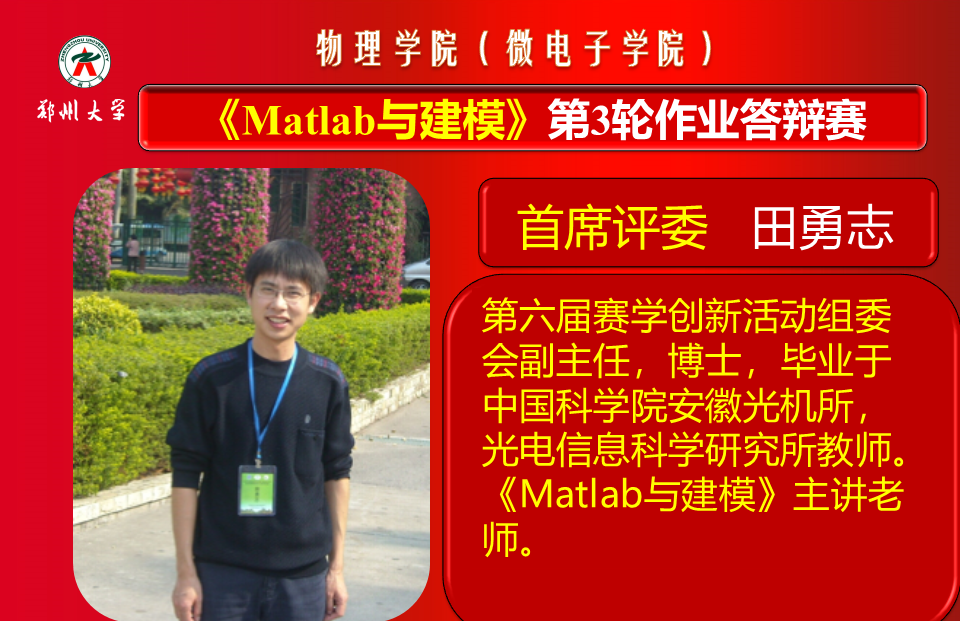 物理学院（微电子学院）
ZHENGZHOU UNIVERSITY
郑州大学
《Matlab与建模》第3轮作业答辩赛
首席评委 田勇志
第六届赛学创新活动组委
会副主任，博士，毕业于
中国科学院安徽光机所，
光电信息科学研究所教师。
《Matlab与建模》主讲老
师。